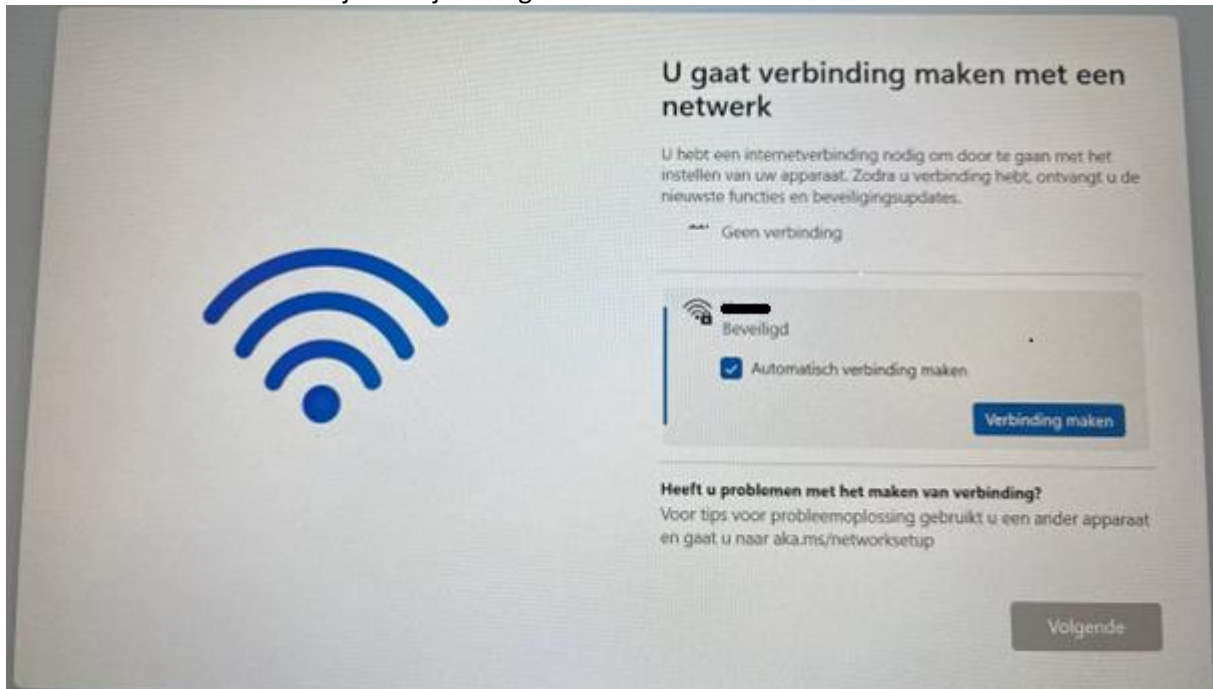 U gaat verbinding maken met een
netwerk
U hebt een internetverbinding nodig om door te gaan met het
instellen van uw apparaat. Zodra u verbinding hebt, ontvangt u de
nieuwste functies en beveiligingsupdates.
Geen verbinding
Beveiligd
Automatisch verbinding maken
Verbinding maken
Heeft u problemen met het maken van verbinding?
Voor tips voor probleemoplossing gebruikt u een ander apparaat
en gaat u naar aka.ms/networksetup
Volgende